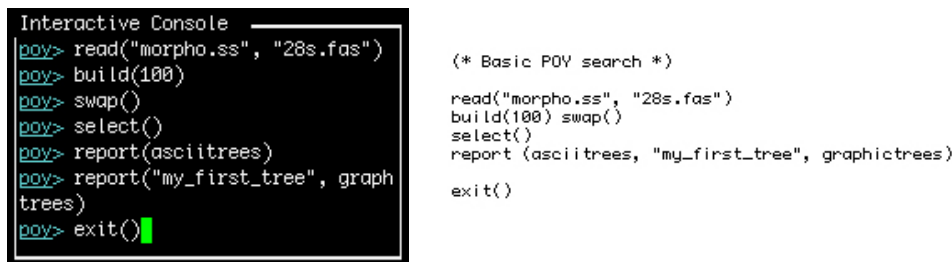 Interactive Console
poy> read("morpho.ss", "28s.fas")
poy> build(100)
poy> swap()
poy> select()
poy> report(asciitrees)
poy> report("my_first_tree", graph
trees)
poy> exit()
(* Basic POY search *)
read("morpho.ss", "28s.fas")
build(100) swap()
select()
report (asciitrees, "my_first_tree", graphictrees)
exit()